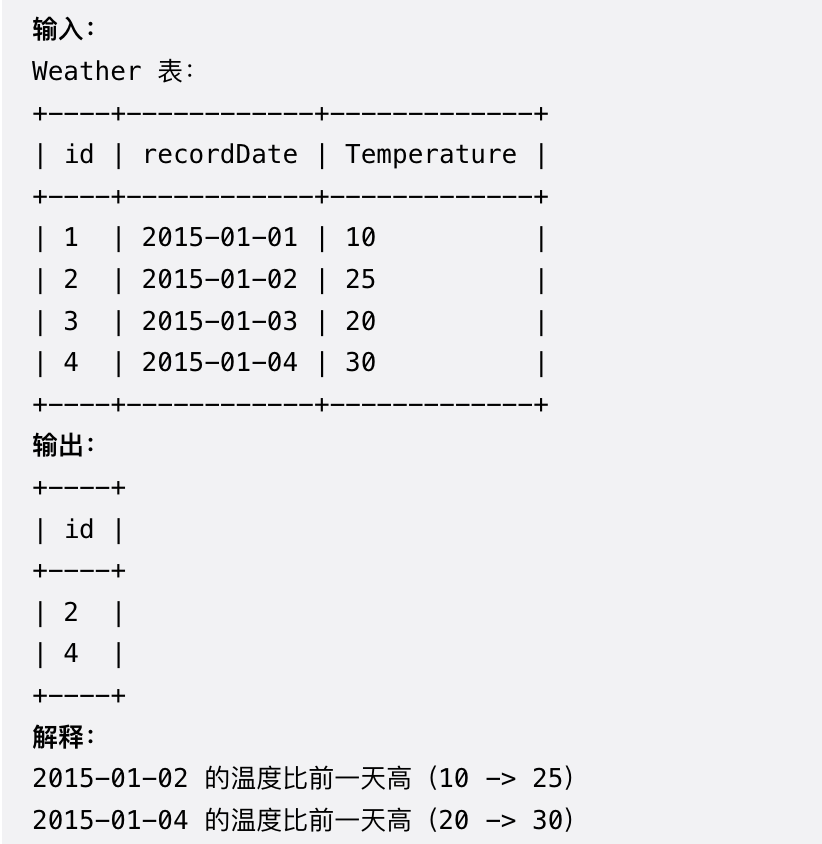 输入：
Weather 表：
+----+------------+-------------+
| id | recordDate | Temperature |
+----+------------+-------------+
| 1  | 2015-01-01 | 10          |
| 2  | 2015-01-02 | 25          |
| 3  | 2015-01-03 | 20          |
| 4  | 2015-01-04 | 30          |
+----+------------+-------------+
输出：
+----+
| id |
+----+
| 2  |
| 4  |
+----+
解释：
2015-01-02 的温度比前一天高（10 -> 25）
2015-01-04 的温度比前一天高（20 -> 30）